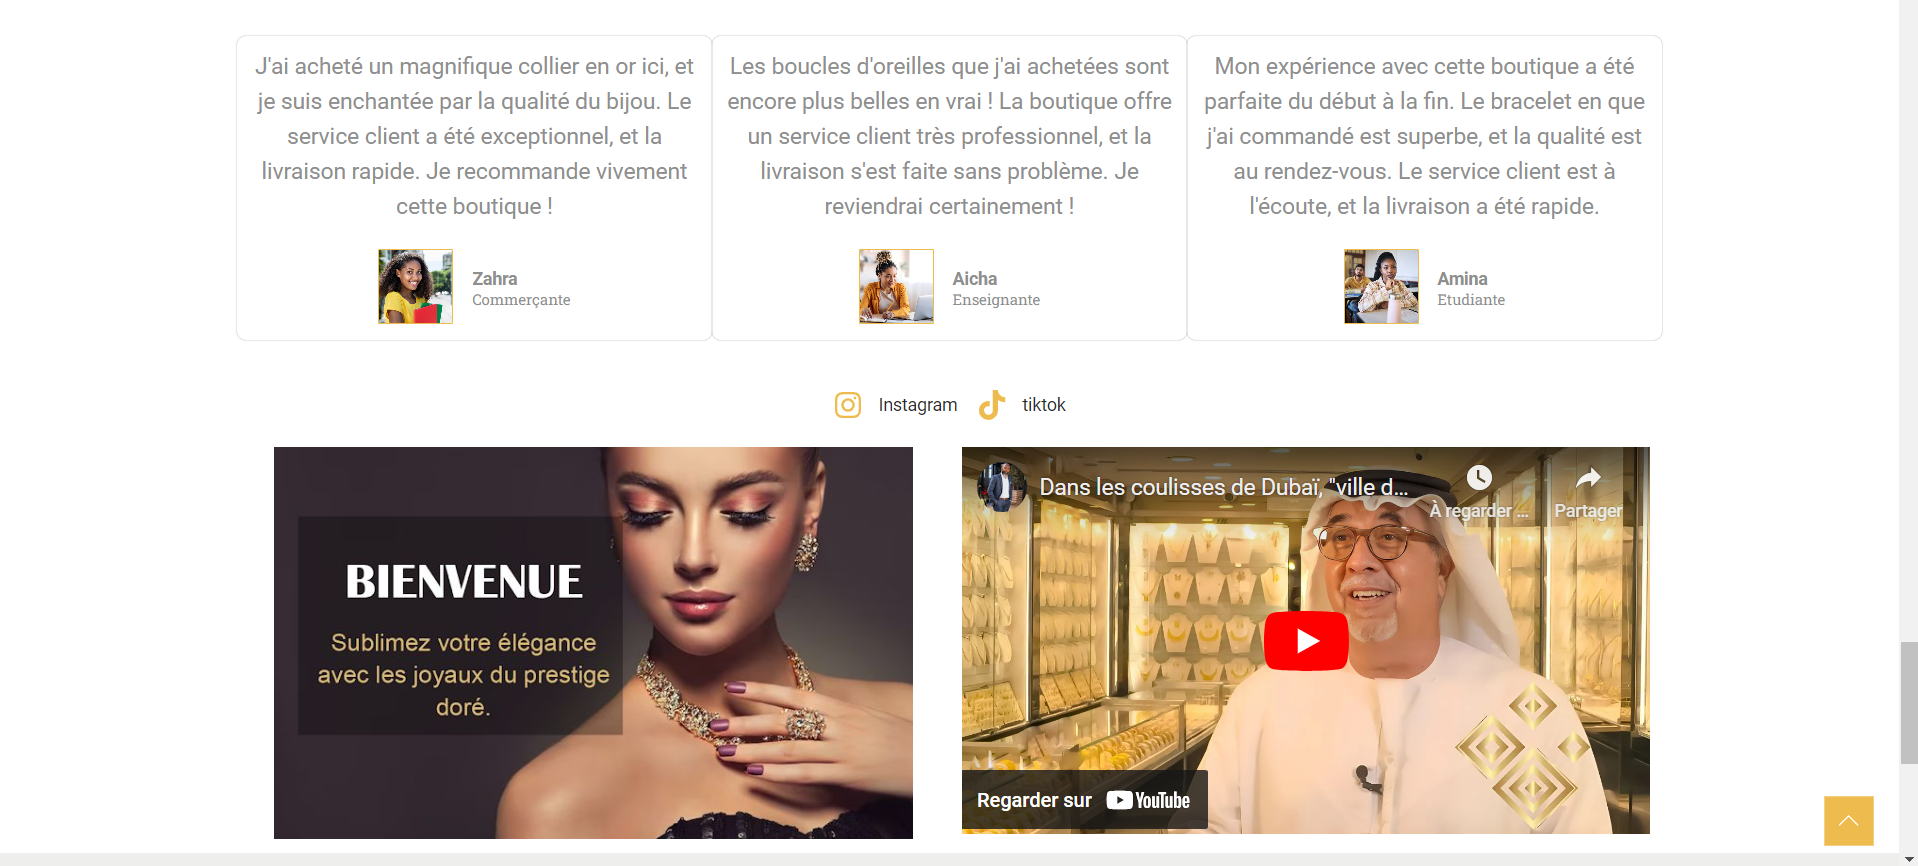 J'ai acheté un magnifique collier en or ici, et
je suis enchantée par la qualité du bijou. Le
service client a été exceptionnel, et la
livraison rapide. Je recommande vivement
cette boutique !
Zahra
Commerçante
Les boucles d'oreilles que j'ai achetées sont
encore plus belles en vrai ! La boutique offre
un service client très professionnel, et la
livraison s'est faite sans problème. Je
reviendrai certainement !
Aicha
Enseignante
Mon expérience avec cette boutique a été
parfaite du début à la fin. Le bracelet en que
j'ai commandé est superbe, et la qualité est
au rendez-vous. Le service client est à
l'écoute, et la livraison a été rapide.
Amina
Etudiante
Instagram
tiktok
BIENVENUE
Sublimez votre élégance
avec les joyaux du prestige
doré.
Dans les coulisses de Dubaï, "ville d...
À regarder ...
Partager
Regarder sur YouTube